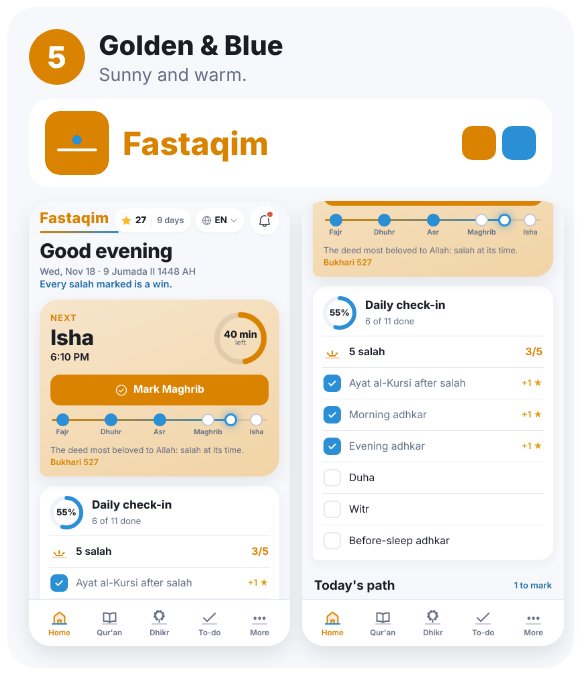 5
Golden & Blue
Sunny and warm.
Fastaqim
Fastaqim
27 9 days
EN
Good evening
Wed, Nov 18 · 9 Jumada II 1448 AH
Every salah marked is a win.
NEXT
Isha
6:10 PM
40 min
left
Mark Maghrib
Fajr Dhuhr Asr Maghrib Isha
The deed most beloved to Allah: salah at its time.
Bukhari 527
55%
Daily check-in
6 of 11 done
5 salah 3/5
Ayat al-Kursi after salah +1 ★
Home Qur'an Dhikr To-do More
Fajr Dhuhr Asr Maghrib Isha
The deed most beloved to Allah: salah at its time.
Bukhari 527
55%
Daily check-in
6 of 11 done
5 salah 3/5
Ayat al-Kursi after salah +1 ★
Morning adhkar +1 ★
Evening adhkar +1 ★
Duha
Witr
Before-sleep adhkar
Today's path 1 to mark
Home Qur'an Dhikr To-do More